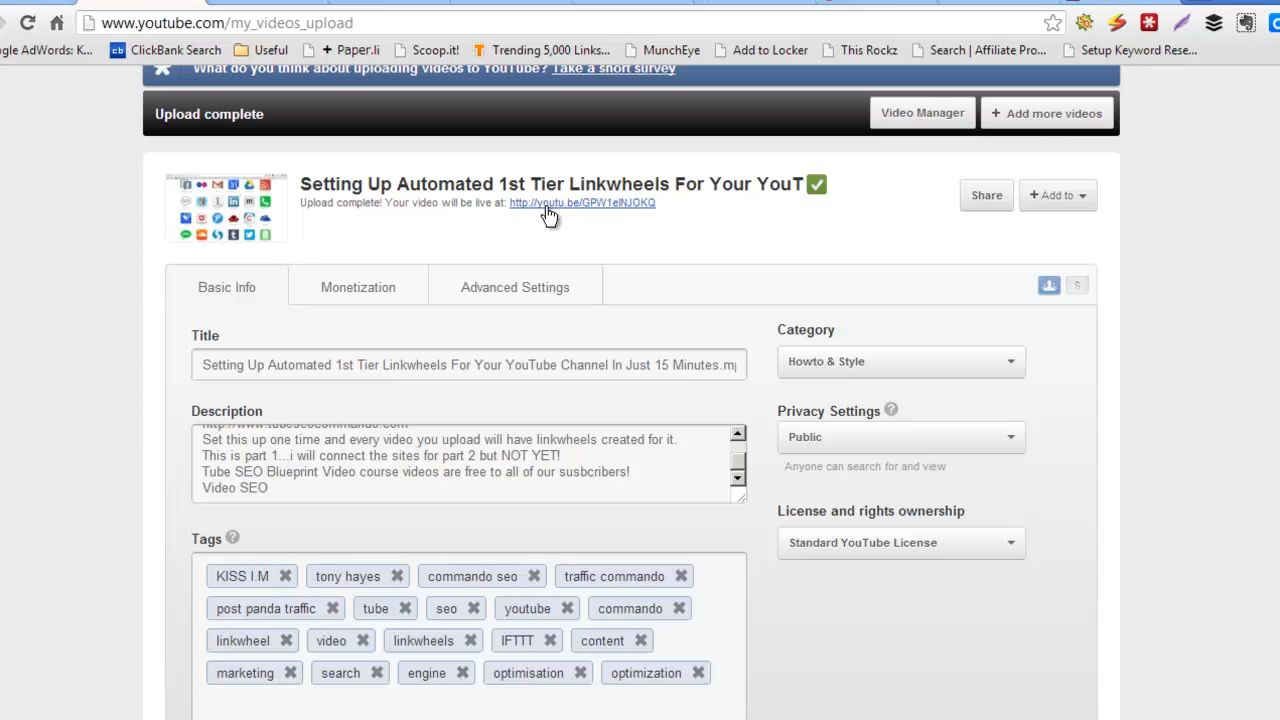 www.youtube.com/my_videos_upload
gle AdWords: K... ClickBank Search Useful + Paper.li Scoop.it! Trending 5,000 Links... MunchEye Add to Locker This Rockz Search | Affiliate Pro... Setup Keyword Rese...
What do you think about uploading videos to YouTube? Take a short survey
Upload complete Video Manager + Add more videos
Setting Up Automated 1st Tier Linkwheels For Your YouT
Upload complete! Your video will be live at: http://youtu.be/GPW1elNJOKQ
Share + Add to
Basic Info Monetization Advanced Settings S
Title
Setting Up Automated 1st Tier Linkwheels For Your YouTube Channel In Just 15 Minutes.mp
Category
Howto & Style
Description
http://www.tubeseocommando.com
Set this up one time and every video you upload will have linkwheels created for it.
This is part 1...i will connect the sites for part 2 but NOT YET!
Tube SEO Blueprint Video course videos are free to all of our susbcribers!
Video SEO
Privacy Settings ?
Public
Anyone can search for and view
License and rights ownership
Standard YouTube License
Tags ?
KISS I.M tony hayes commando seo traffic commando
post panda traffic tube seo youtube commando
linkwheel video linkwheels IFTTT content
marketing search engine optimisation optimization